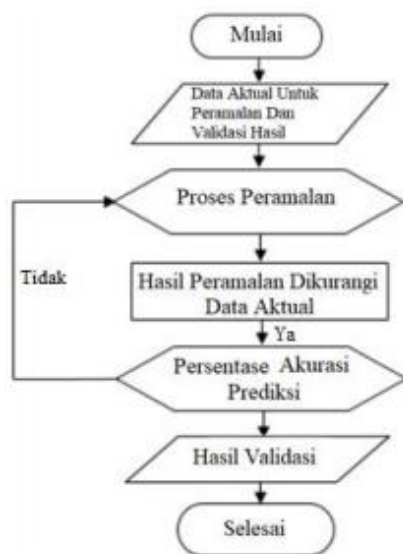 Mulai
Data Aktual Untuk
Peramalan Dan
Validasi Hasil
Proses Peramalan
Tidak
Hasil Peramalan Dikurangi
Data Aktual
Ya
Persentase Akurasi
Prediksi
Hasil Validasi
Selesai